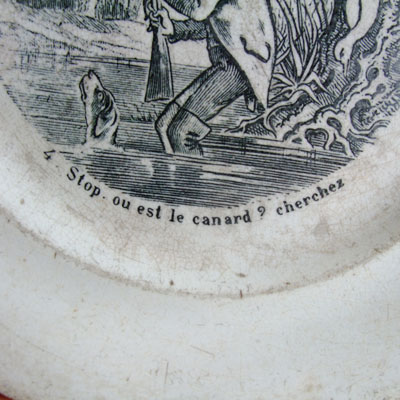 4. Stop. ou est le canard ? cherchez